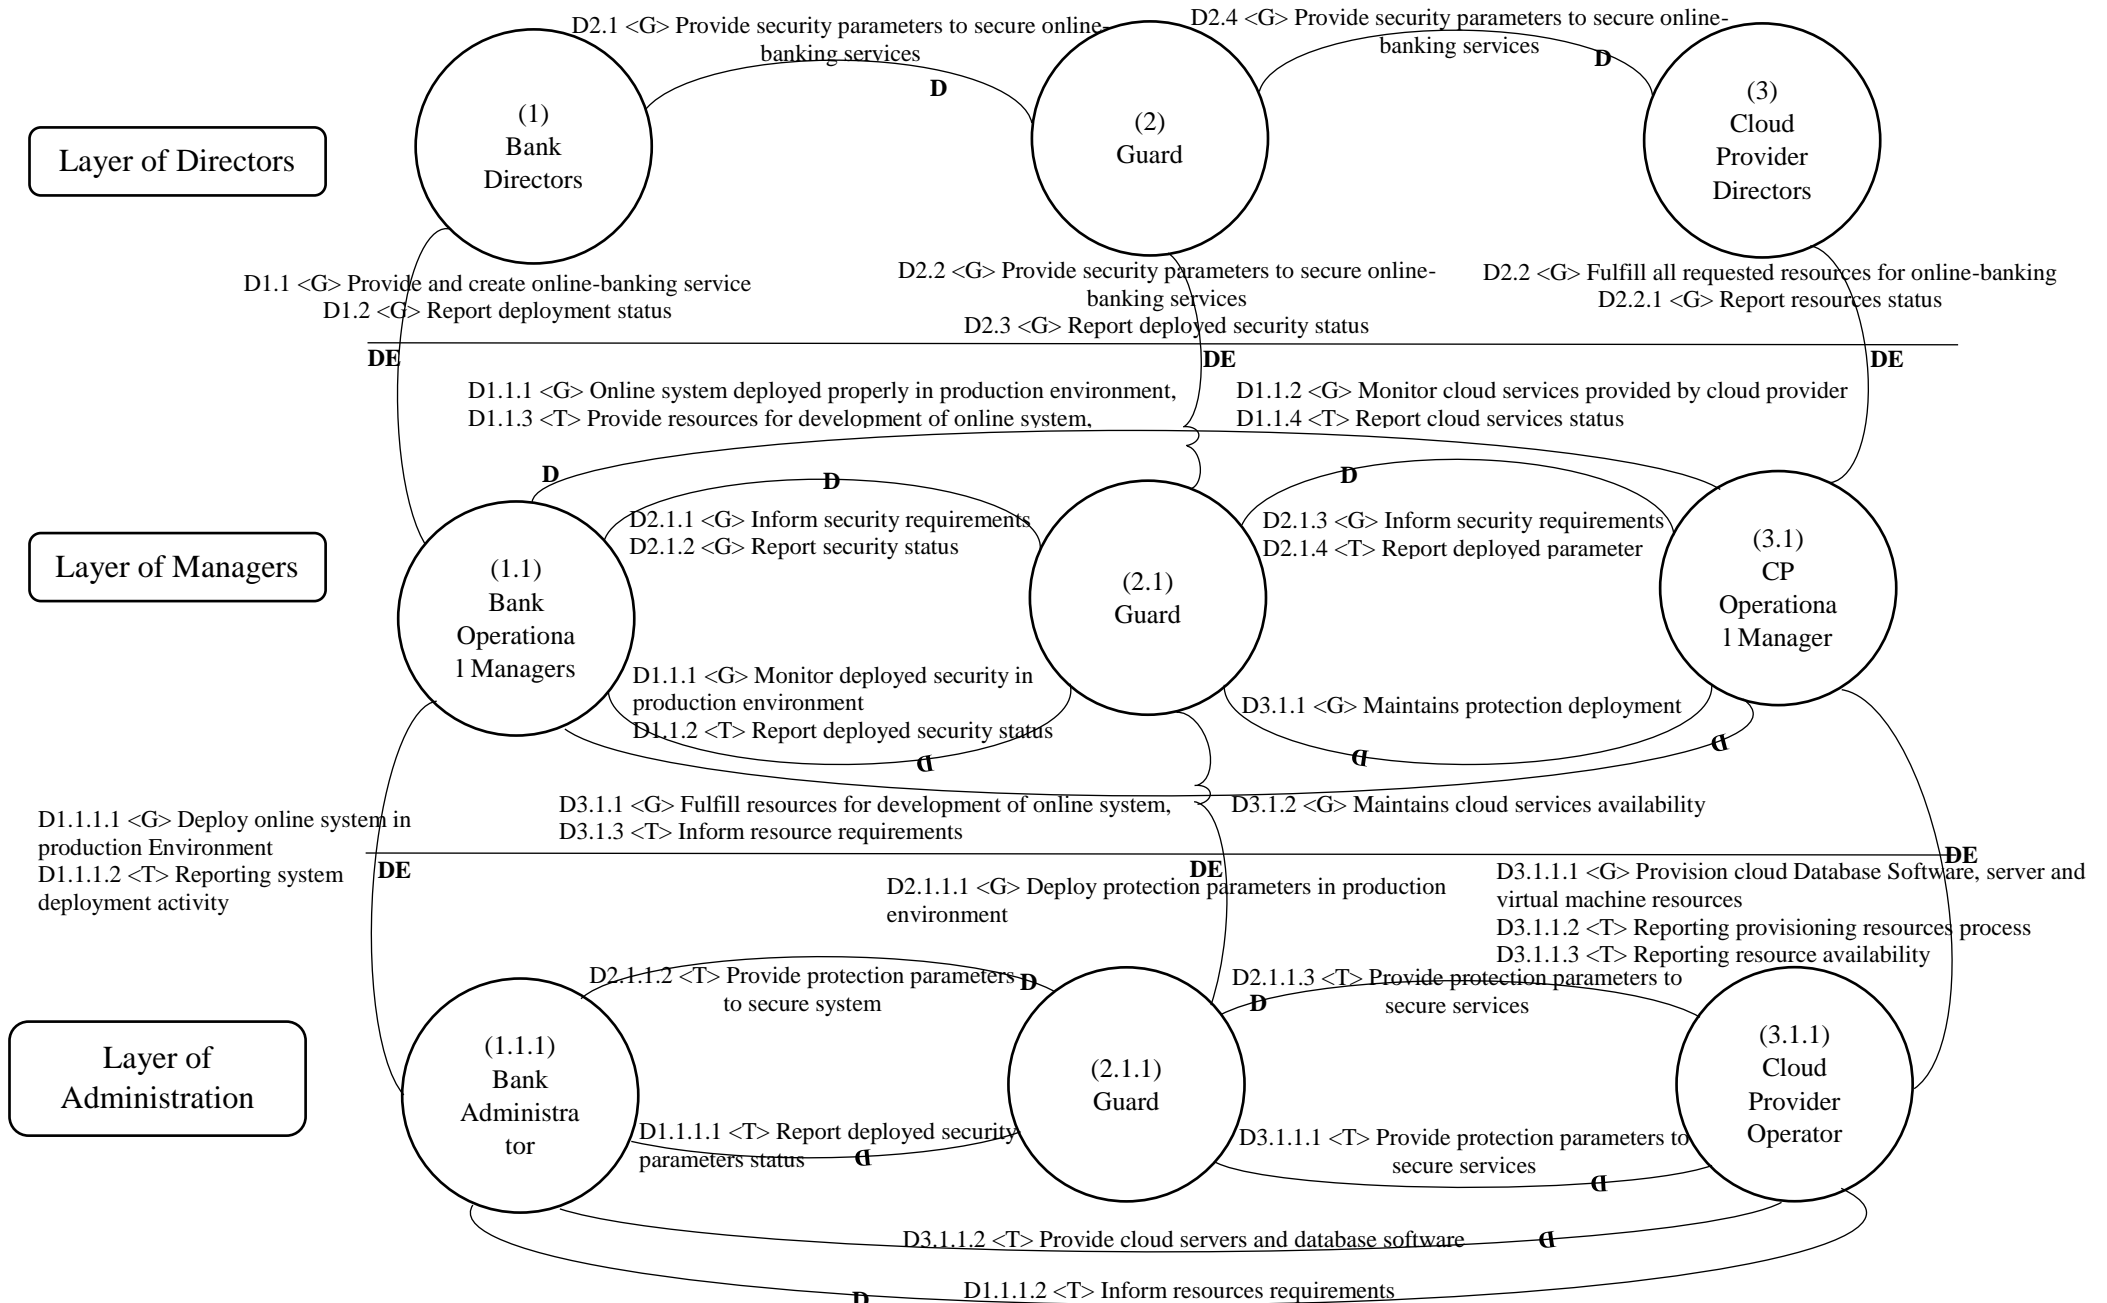 D2.1 <G> Provide security parameters to secure online-
banking services
D
D2.4 <G> Provide security parameters to secure online-
banking services
D
(1)
Bank
Directors
(2)
Guard
(3)
Cloud
Provider
Directors
Layer of Directors
D1.1 <G> Provide and create online-banking service
D1.2 <G> Report deployment status
D2.2 <G> Provide security parameters to secure online-
banking services
D2.3 <G> Report deployed security status
D2.2 <G> Fulfill all requested resources for online-banking
D2.2.1 <G> Report resources status
DE
DE
DE
D1.1.1 <G> Online system deployed properly in production environment,
D1.1.3 <T> Provide resources for development of online system,
D1.1.2 <G> Monitor cloud services provided by cloud provider
D1.1.4 <T> Report cloud services status
D
D
D
D2.1.1 <G> Inform security requirements
D2.1.2 <G> Report security status
D2.1.3 <G> Inform security requirements
D2.1.4 <T> Report deployed parameter
Layer of Managers
(1.1)
Bank
Operationa
l Managers
(2.1)
Guard
(3.1)
CP
Operationa
l Manager
D1.1.1 <G> Monitor deployed security in
production environment
D1.1.2 <T> Report deployed security status
D
D3.1.1 <G> Maintains protection deployment
D
D
D3.1.1 <G> Fulfill resources for development of online system,
D3.1.3 <T> Inform resource requirements
D3.1.2 <G> Maintains cloud services availability
D1.1.1.1 <G> Deploy online system in
production Environment
D1.1.1.2 <T> Reporting system
deployment activity
DE
DE
DE
D2.1.1.1 <G> Deploy protection parameters in production
environment
D3.1.1.1 <G> Provision cloud Database Software, server and
virtual machine resources
D3.1.1.2 <T> Reporting provisioning resources process
D3.1.1.3 <T> Reporting resource availability
D2.1.1.2 <T> Provide protection parameters
to secure system
D
D2.1.1.3 <T> Provide protection parameters to
secure services
D
Layer of
Administration
(1.1.1)
Bank
Administra
tor
(2.1.1)
Guard
(3.1.1)
Cloud
Provider
Operator
D1.1.1.1 <T> Report deployed security
parameters status
D
D3.1.1.1 <T> Provide protection parameters to
secure services
D
D3.1.1.2 <T> Provide cloud servers and database software
D
D1.1.1.2 <T> Inform resources requirements
D